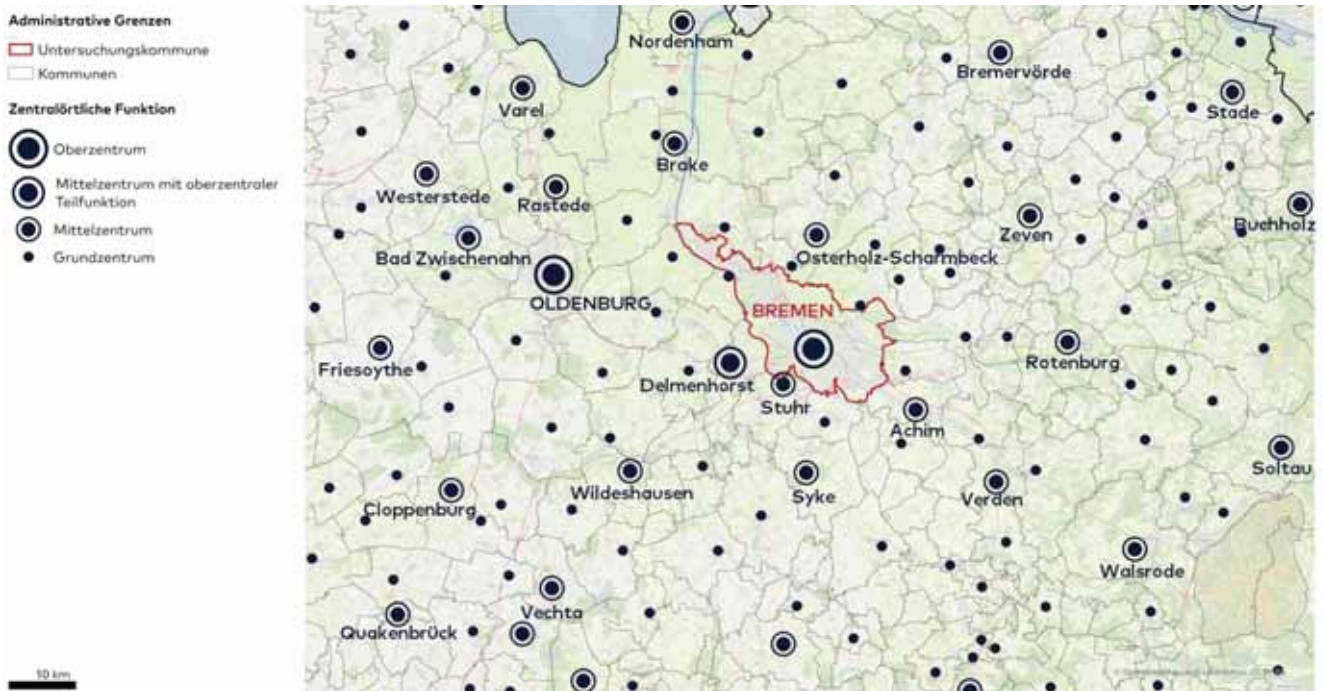 Administrative Grenzen
Untersuchungskommune
Kommunen
Zentralörtliche Funktion
Oberzentrum
Mittelzentrum mit oberzentraler
Teilfunktion
Mittelzentrum
Grundzentrum
10 km
Nordenham
Bremervörde
Varel
Stade
Brake
Westerstede
Rastede
Buchholz
Zeven
Bad Zwischenahn
Osterholz-Scharmbeck
OLDENBURG
BREMEN
Friesoythe
Rotenburg
Delmenhorst
Stuhr
Achim
Soltau
Wildeshausen
Syke
Verden
Cloppenburg
Walsrode
Vechta
Quakenbrück